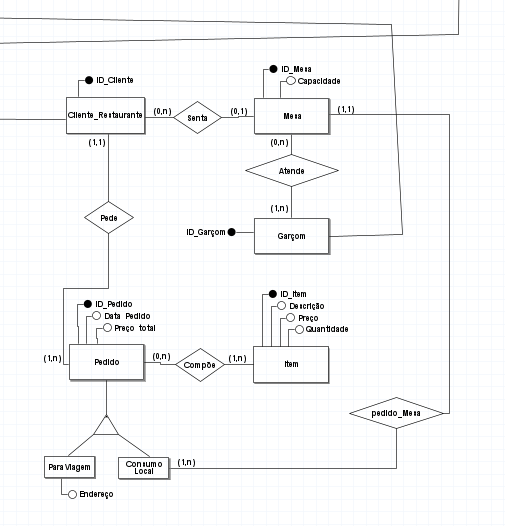 ID_Cliente
ID_Mesa
Capacidade
Cliente_Restaurante
(0,n)
Senta
(0,1)
Mesa
(1,1)
(1,1)
(0,n)
Atende
(1,n)
Pede
ID_Garçom
Garçom
ID_Pedido
Data Pedido
Preço total
ID_Item
Descrição
Preço
Quantidade
(1,n)
Pedido
(0,n)
Compõe
(1,n)
Item
pedido_Mesa
Para Viagem
Consumo
Local
(1,n)
Endereço